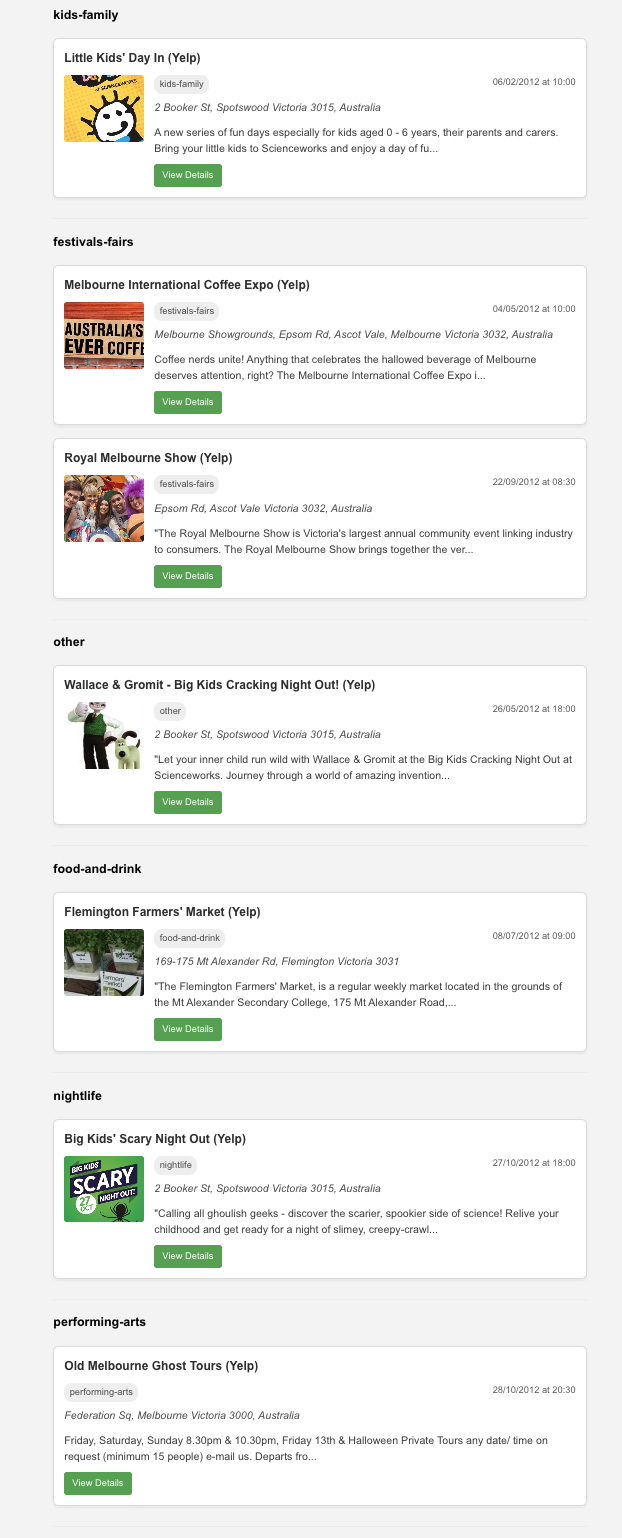 kids-family
Little Kids' Day In (Yelp)
kids-family
06/02/2012 at 10:00
2 Booker St, Spotswood Victoria 3015, Australia
A new series of fun days especially for kids aged 0 - 6 years, their parents and carers.
Bring your little kids to Scienceworks and enjoy a day of fu...
View Details
festivals-fairs
Melbourne International Coffee Expo (Yelp)
AUSTRALIA'S
EVER COFFE
festivals-fairs
04/05/2012 at 10:00
Melbourne Showgrounds, Epsom Rd, Ascot Vale, Melbourne Victoria 3032, Australia
Coffee nerds unite! Anything that celebrates the hallowed beverage of Melbourne
deserves attention, right? The Melbourne International Coffee Expo i...
View Details
Royal Melbourne Show (Yelp)
festivals-fairs
22/09/2012 at 08:30
Epsom Rd, Ascot Vale Victoria 3032, Australia
"The Royal Melbourne Show is Victoria's largest annual community event linking industry
to consumers. The Royal Melbourne Show brings together the ver...
View Details
other
Wallace & Gromit - Big Kids Cracking Night Out! (Yelp)
other
26/05/2012 at 18:00
2 Booker St, Spotswood Victoria 3015, Australia
"Let your inner child run wild with Wallace & Gromit at the Big Kids Cracking Night Out at
Scienceworks. Journey through a world of amazing invention...
View Details
food-and-drink
Flemington Farmers' Market (Yelp)
farmers'
market
food-and-drink
08/07/2012 at 09:00
169-175 Mt Alexander Rd, Flemington Victoria 3031
"The Flemington Farmers' Market, is a regular weekly market located in the grounds of
the Mt Alexander Secondary College, 175 Mt Alexander Road,...
View Details
nightlife
Big Kids' Scary Night Out (Yelp)
BIG KIDS
SCARY
NIGHT OUT!
27
OCT
nightlife
27/10/2012 at 18:00
2 Booker St, Spotswood Victoria 3015, Australia
"Calling all ghoulish geeks - discover the scarier, spookier side of science! Relive your
childhood and get ready for a night of slimey, creepy-crawl...
View Details
performing-arts
Old Melbourne Ghost Tours (Yelp)
performing-arts
28/10/2012 at 20:30
Federation Sq, Melbourne Victoria 3000, Australia
Friday, Saturday, Sunday 8.30pm & 10.30pm, Friday 13th & Halloween Private Tours any date/ time on
request (minimum 15 people) e-mail us. Departs fro...
View Details